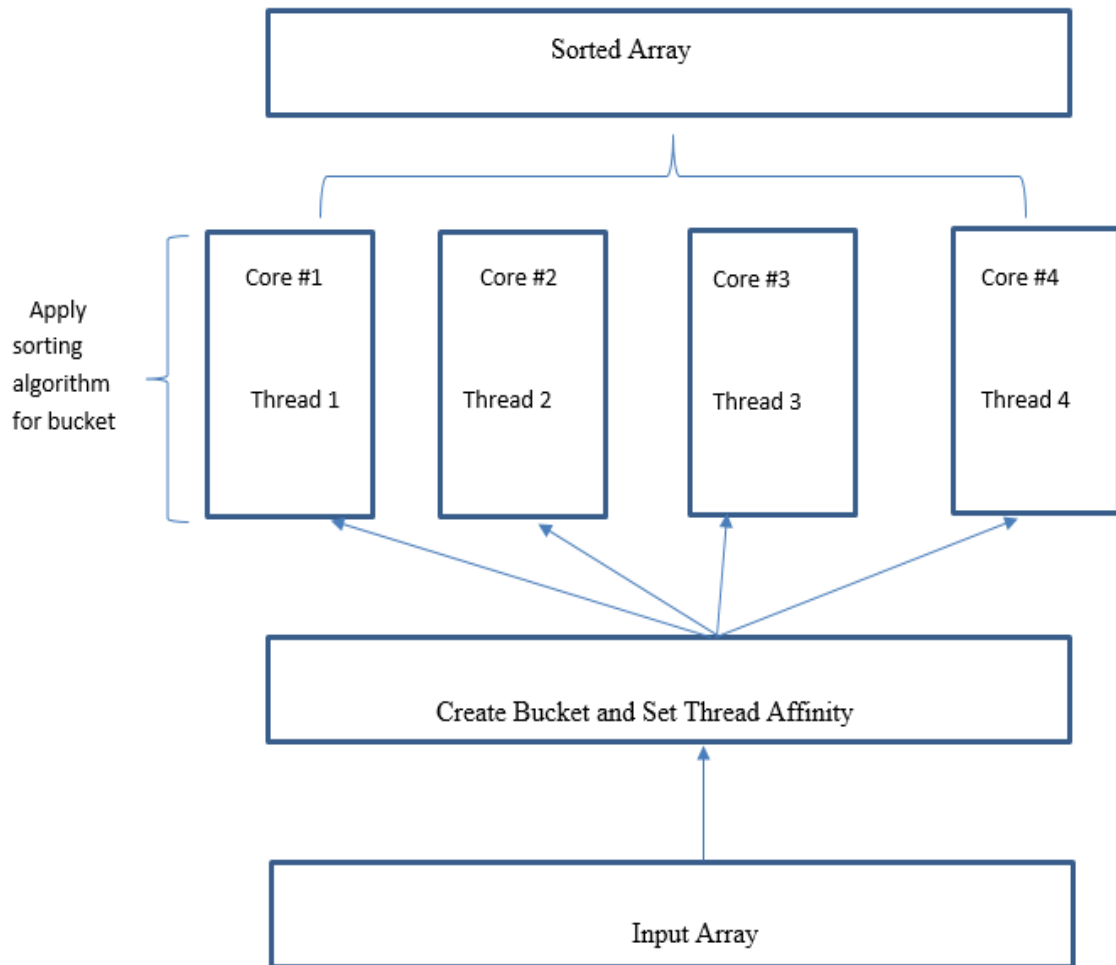 Sorted Array
Core #1
Core #2
Core #3
Core #4
Apply
sorting
algorithm
for bucket
Thread 1
Thread 2
Thread 3
Thread 4
Create Bucket and Set Thread Affinity
Input Array